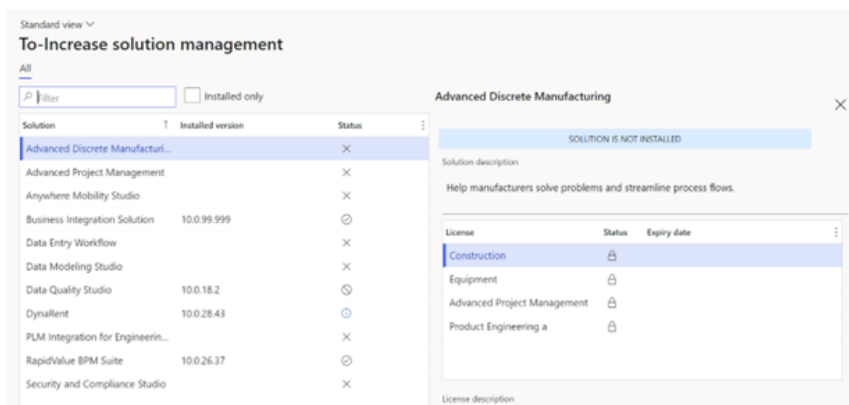 Standard view
To-Increase solution management
All
Filter
Installed only
Solution Installed version Status
Advanced Discrete Manufacturi...
Advanced Project Management
Anywhere Mobility Studio
Business Integration Solution 10.0.99.999
Data Entry Workflow
Data Modeling Studio
Data Quality Studio 10.0.18.2
DynaRent 10.0.28.43
PLM Integration for Engineerin...
RapidValue BPM Suite 10.0.26.37
Security and Compliance Studio
Advanced Discrete Manufacturing
SOLUTION IS NOT INSTALLED
Solution description
Help manufacturers solve problems and streamline process flows.
License Status Expiry date
Construction
Equipment
Advanced Project Management
Product Engineering a
License description